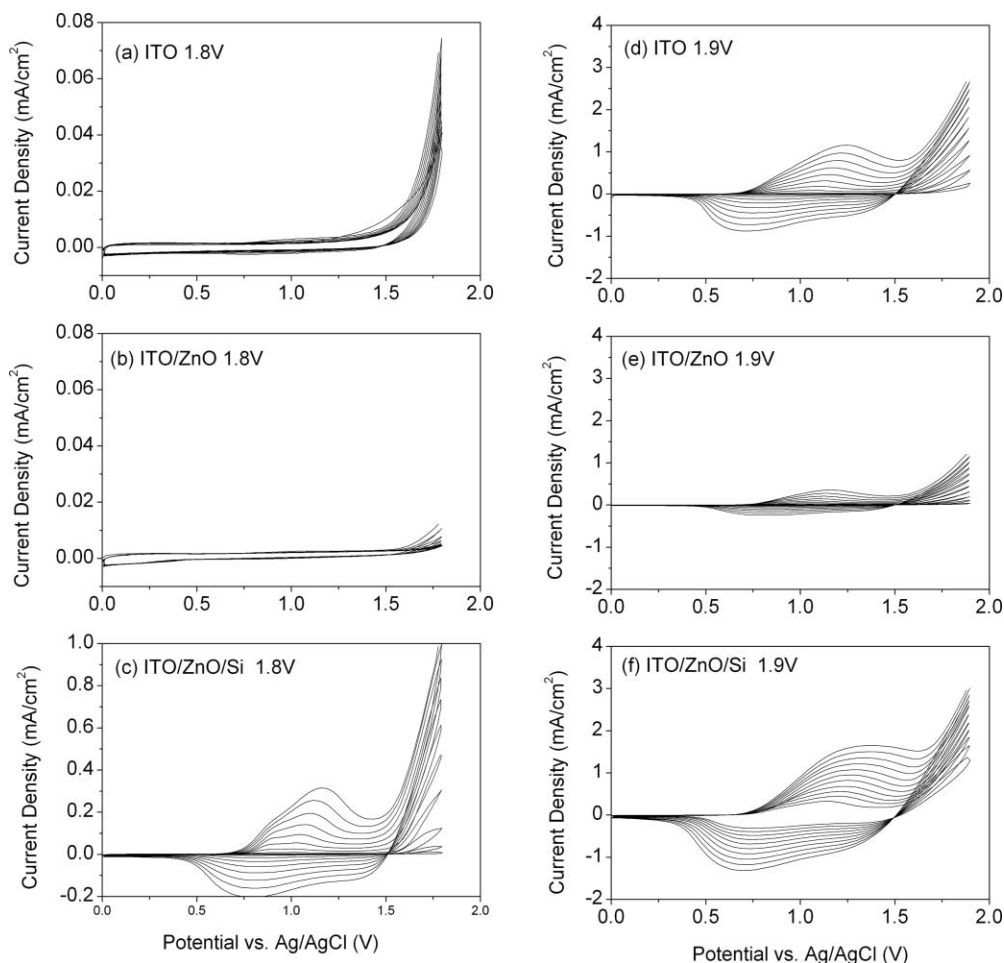 (a) ITO 1.8V
Current Density (mA/cm²)
0.08
0.06
0.04
0.02
0.00
0.0 0.5 1.0 1.5 2.0
(b) ITO/ZnO 1.8V
Current Density (mA/cm²)
0.08
0.06
0.04
0.02
0.00
0.0 0.5 1.0 1.5 2.0
(c) ITO/ZnO/Si 1.8V
Current Density (mA/cm²)
1.0
0.8
0.6
0.4
0.2
0.0
-0.2
0.0 0.5 1.0 1.5 2.0
Potential vs. Ag/AgCl (V)
(d) ITO 1.9V
Current Density (mA/cm²)
4
3
2
1
0
-1
-2
0.0 0.5 1.0 1.5 2.0
(e) ITO/ZnO 1.9V
Current Density (mA/cm²)
4
3
2
1
0
-1
-2
0.0 0.5 1.0 1.5 2.0
(f) ITO/ZnO/Si 1.9V
Current Density (mA/cm²)
4
3
2
1
0
-1
-2
0.0 0.5 1.0 1.5 2.0
Potential vs. Ag/AgCl (V)